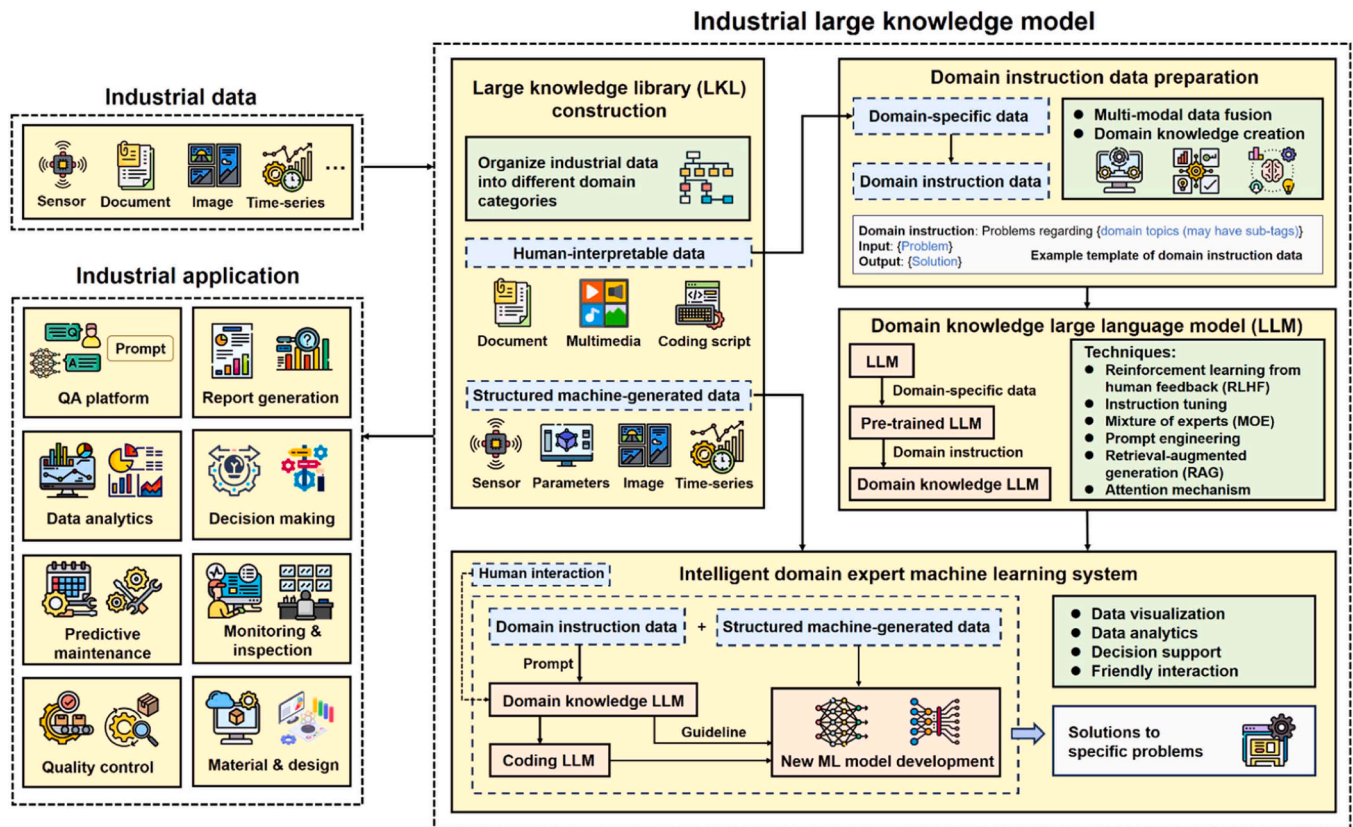 Industrial large knowledge model
Industrial data
Sensor
Document
Image
Time-series
...
Industrial application
Q
A
Prompt
QA platform
Report generation
Data analytics
Decision making
Predictive
maintenance
Monitoring &
inspection
Quality control
Material & design
Large knowledge library (LKL)
construction
Organize industrial data
into different domain
categories
Human-interpretable data
Document
Multimedia
Coding script
Structured machine-generated data
Sensor
Parameters
Image
Time-series
Domain instruction data preparation
Domain-specific data
Domain instruction data
● Multi-modal data fusion
● Domain knowledge creation
Domain instruction: Problems regarding {domain topics (may have sub-tags)}
Input: {Problem}
Output: {Solution}
Example template of domain instruction data
Domain knowledge large language model (LLM)
LLM
Domain-specific data
Pre-trained LLM
Domain instruction
Domain knowledge LLM
Techniques:
● Reinforcement learning from
human feedback (RLHF)
● Instruction tuning
● Mixture of experts (MOE)
● Prompt engineering
● Retrieval-augmented
generation (RAG)
● Attention mechanism
Intelligent domain expert machine learning system
Human interaction
Domain instruction data
+
Structured machine-generated data
Prompt
Domain knowledge LLM
Guideline
Coding LLM
New ML model development
● Data visualization
● Data analytics
● Decision support
● Friendly interaction
Solutions to
specific problems